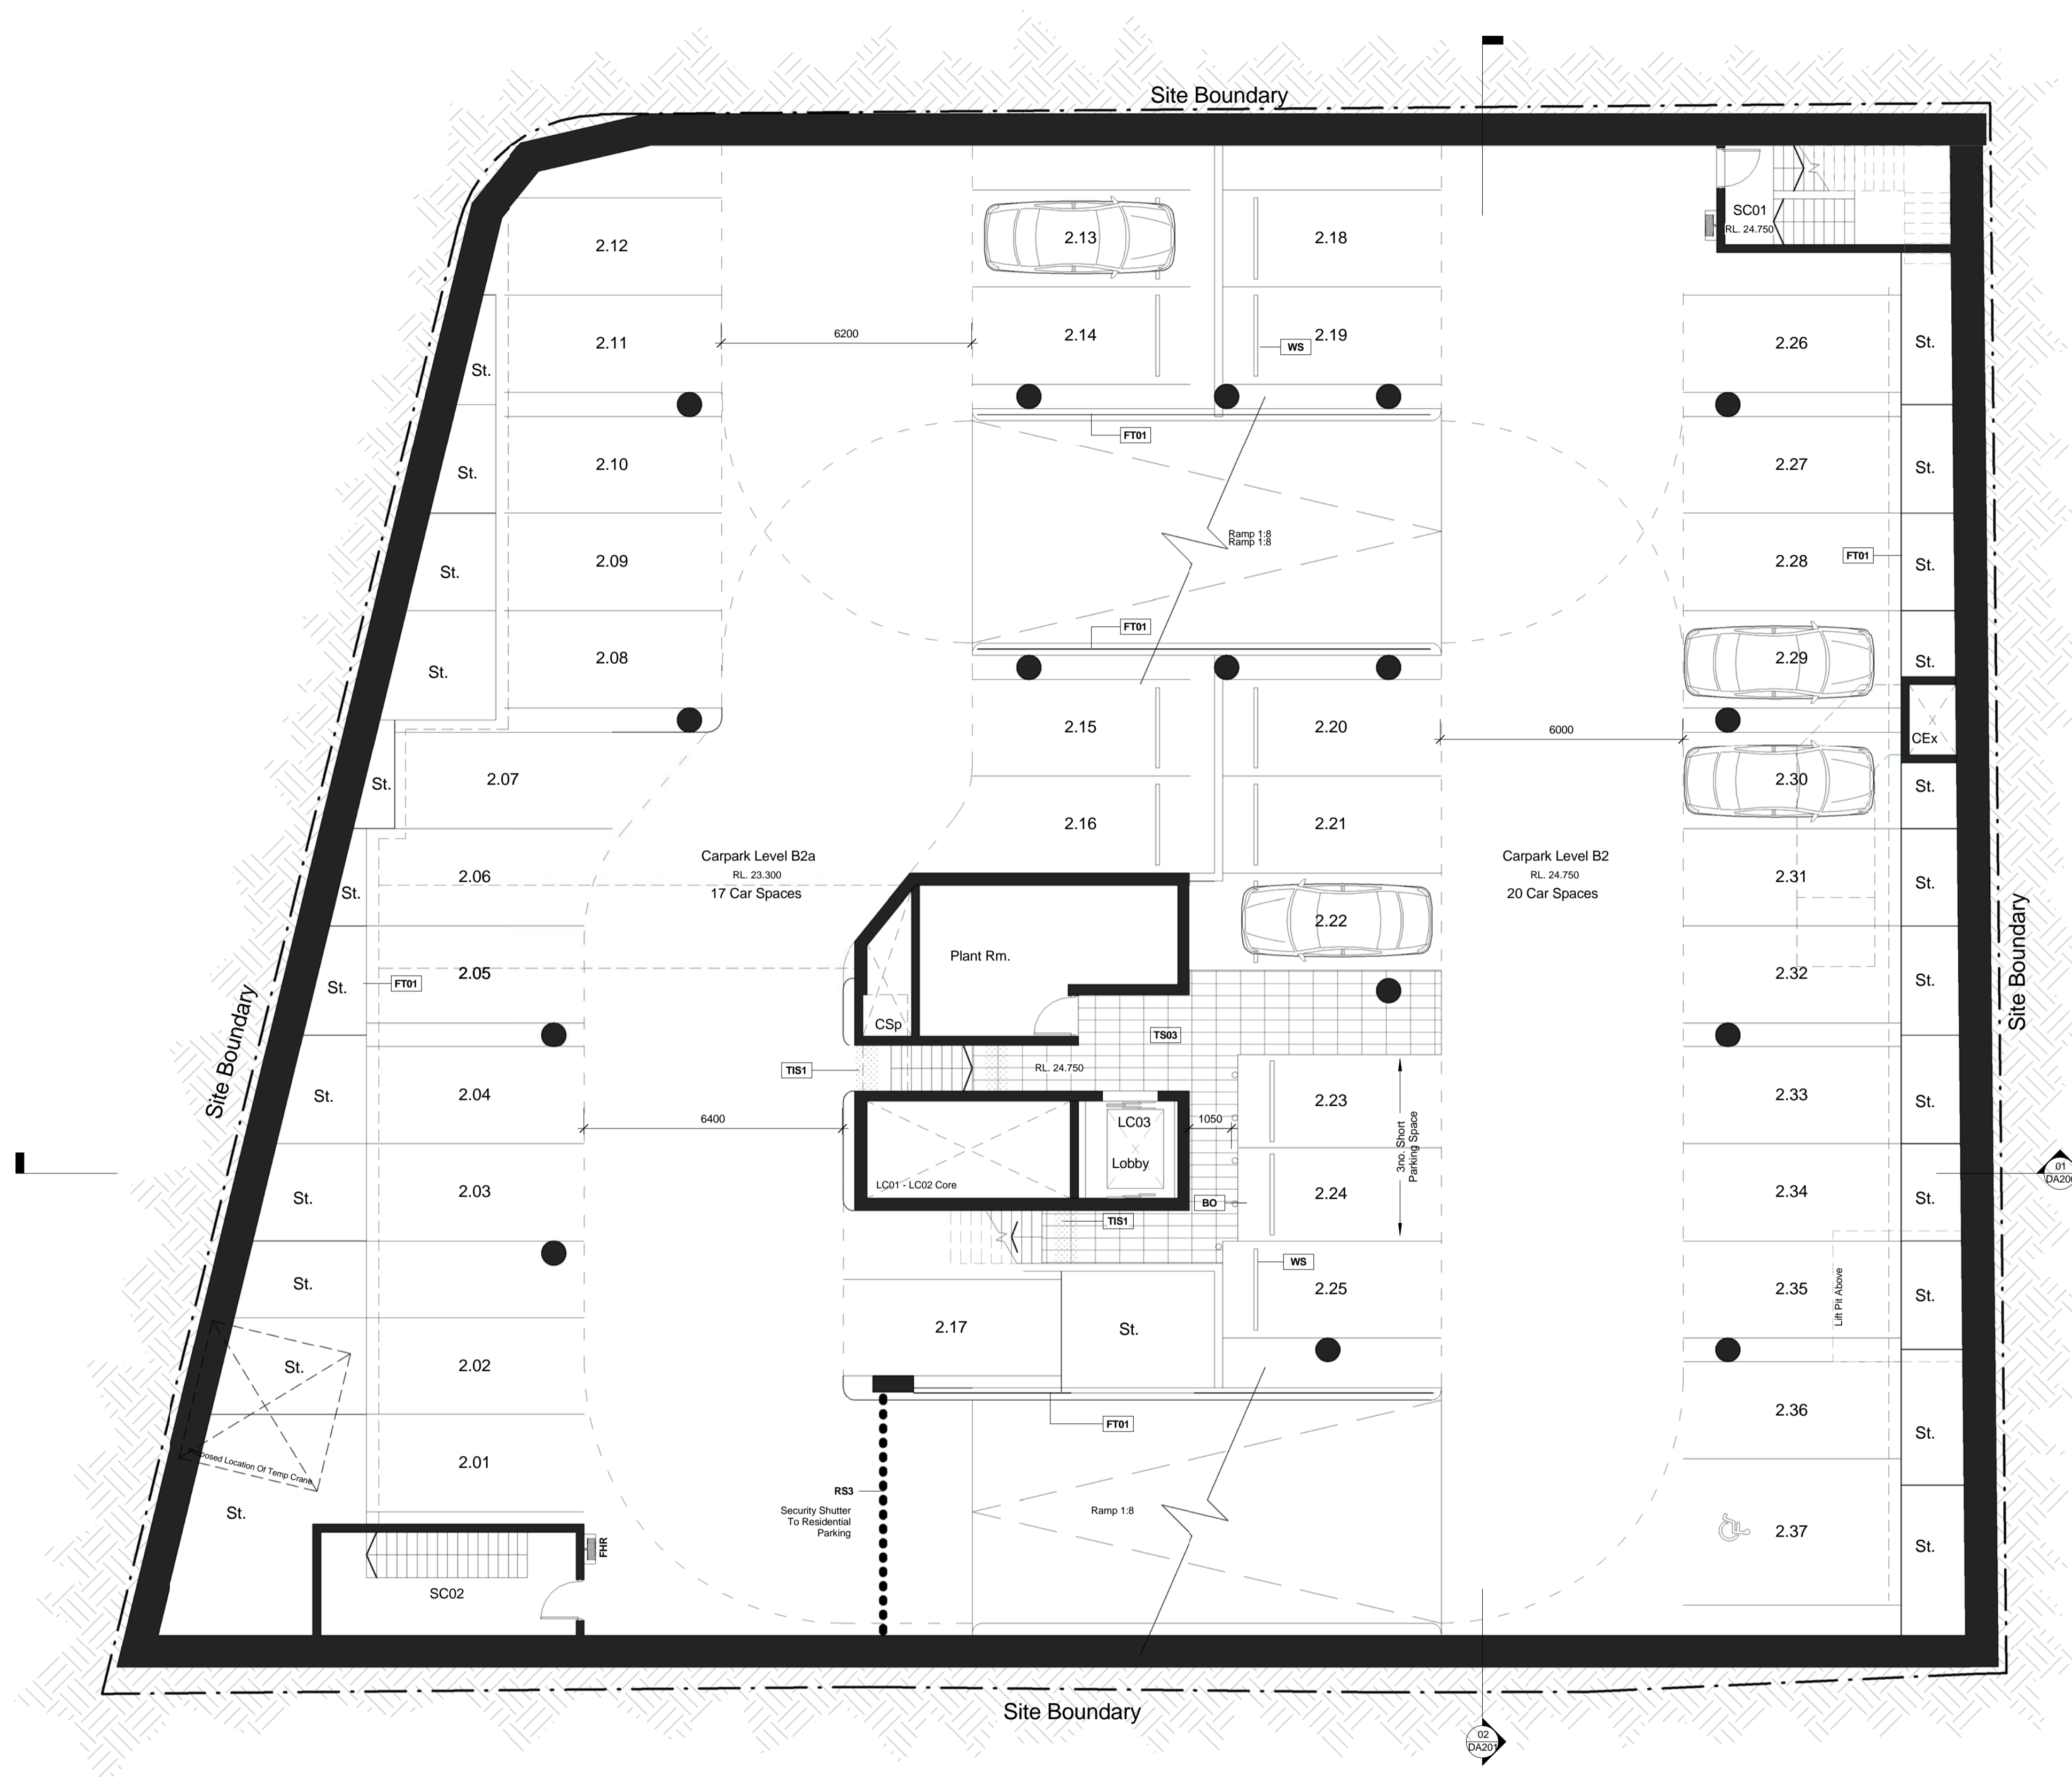 Site Boundary
SC01
RL. 24.750
2.12
2.13
2.18
2.11
6200
2.14
WS
2.19
2.26
St.
St.
FT01
2.10
2.27
St.
St.
Ramp 1:8
Ramp 1:8
2.09
2.28
FT01
St.
St.
FT01
2.08
2.29
St.
St.
2.15
2.20
6000
CEx
2.07
2.30
St.
St.
2.16
2.21
Carpark Level B2a
RL. 23.300
17 Car Spaces
Carpark Level B2
RL. 24.750
20 Car Spaces
2.06
2.31
St.
St.
2.22
Plant Rm.
Site Boundary
2.05
2.32
St.
FT01
St.
CSp
TS03
Site Boundary
TIS1
RL. 24.750
2.04
2.23
2.33
St.
St.
6400
LC03
1050
3no. Short
Parking Space
Lobby
2.03
LC01 - LC02 Core
2.24
2.34
St.
BO
St.
01
DA200
TIS1
WS
St.
2.25
2.35
Lift Pit Above
St.
2.17
St.
St.
2.02
2.36
FT01
St.
Proposed Location Of Temp Crane
2.01
RS3
Security Shutter
To Residential
Parking
Ramp 1:8
St.
2.37
St.
FHR
SC02
Site Boundary
02
DA201